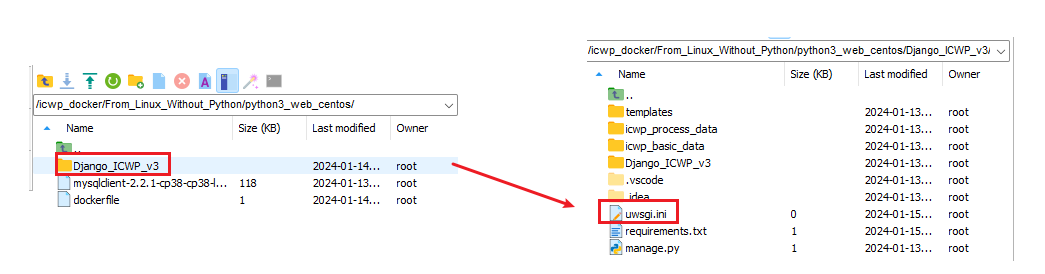 /icwp_docker/From_Linux_Without_Python/python3_web_centos/
Name Size (KB) Last modified Owner
..
Django_ICWP_v3 2024-01-14... root
mysqlclient-2.2.1-cp38-cp38-l... 118 2024-01-13... root
dockerfile 1 2024-01-14... root
/icwp_docker/From_Linux_Without_Python/python3_web_centos/Django_ICWP_v3/
Name Size (KB) Last modified Owner
..
templates 2024-01-13... root
icwp_process_data 2024-01-13... root
icwp_basic_data 2024-01-13... root
Django_ICWP_v3 2024-01-13... root
.vscode 2024-01-13... root
.idea 2024-01-13... root
uwsgi.ini 0 2024-01-15... root
requirements.txt 1 2024-01-15... root
manage.py 1 2024-01-13... root